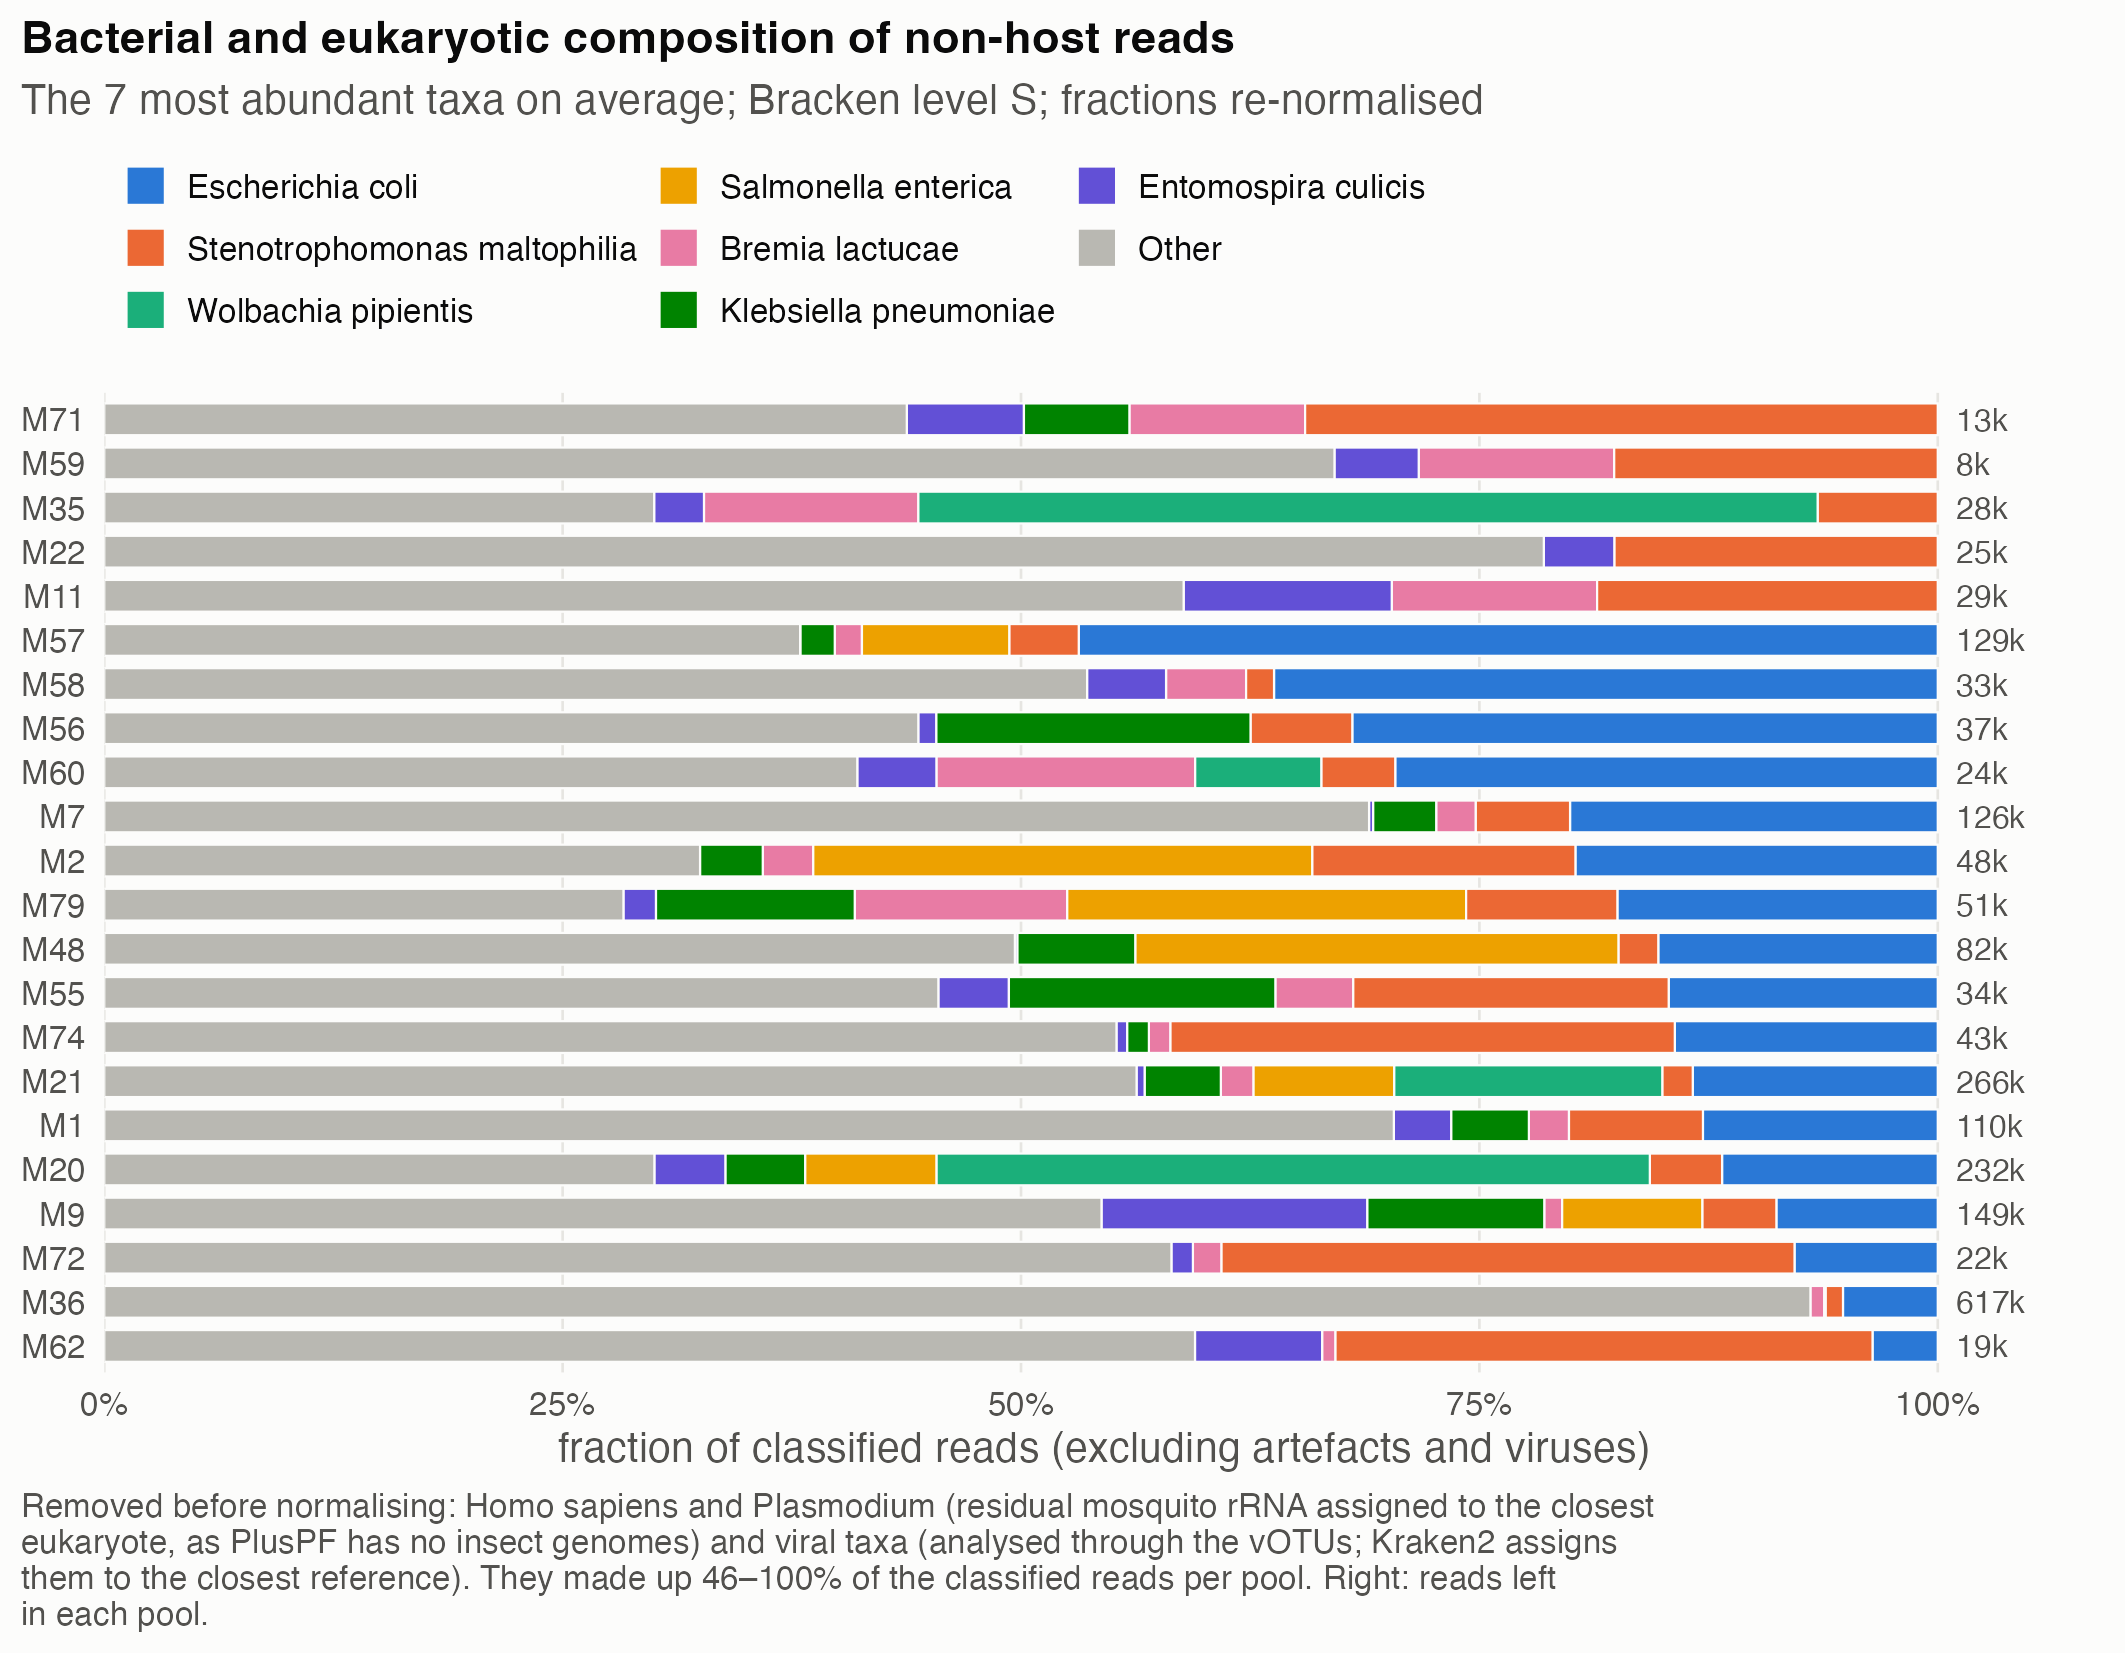 Bacterial and eukaryotic composition of non-host reads
The 7 most abundant taxa on average; Bracken level S; fractions re-normalised
Escherichia coli
Stenotrophomonas maltophilia
Wolbachia pipientis
Salmonella enterica
Bremia lactucae
Klebsiella pneumoniae
Entomospira culicis
Other
M71 13k
M59 8k
M35 28k
M22 25k
M11 29k
M57 129k
M58 33k
M56 37k
M60 24k
M7 126k
M2 48k
M79 51k
M48 82k
M55 34k
M74 43k
M21 266k
M1 110k
M20 232k
M9 149k
M72 22k
M36 617k
M62 19k
0% 25% 50% 75% 100%
fraction of classified reads (excluding artefacts and viruses)
Removed before normalising: Homo sapiens and Plasmodium (residual mosquito rRNA assigned to the closest
eukaryote, as PlusPF has no insect genomes) and viral taxa (analysed through the vOTUs; Kraken2 assigns
them to the closest reference). They made up 46–100% of the classified reads per pool. Right: reads left
in each pool.